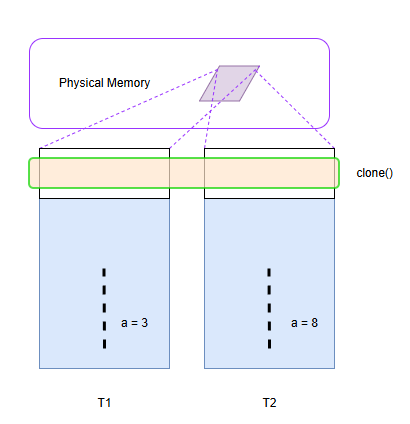 Physical Memory
clone()
a = 3
a = 8
T1
T2